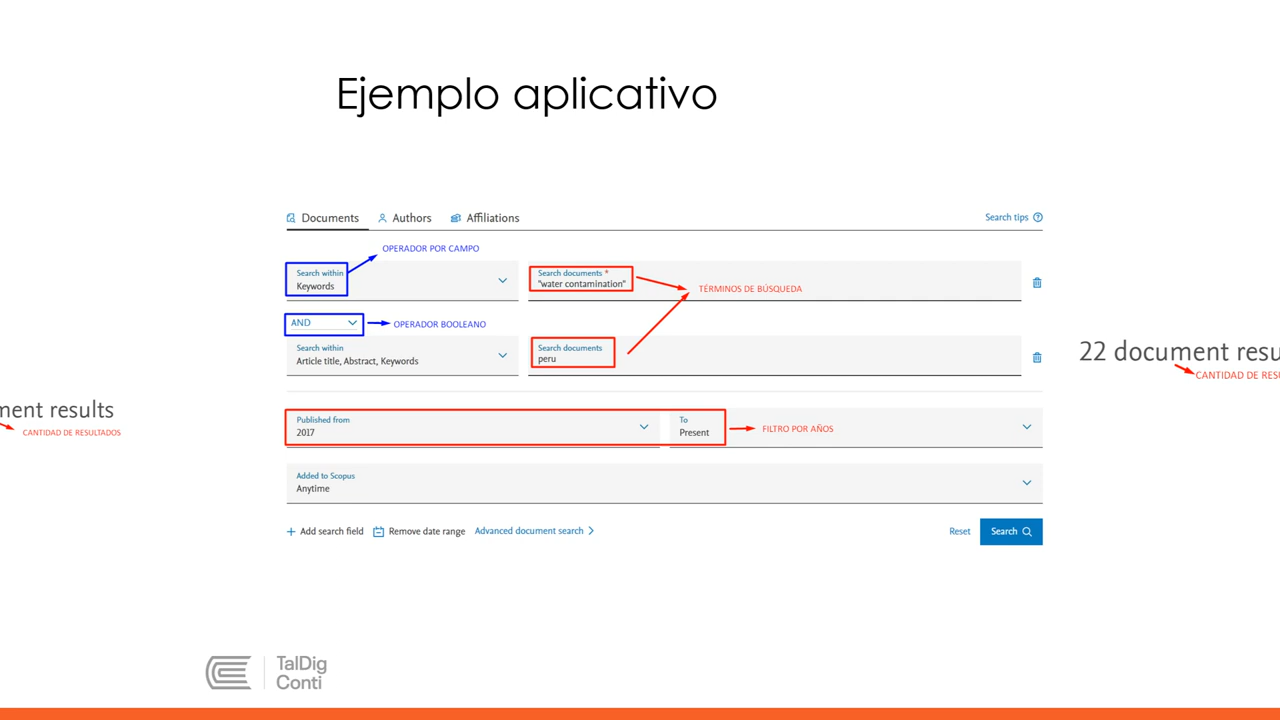 Ejemplo aplicativo
Documents Authors Affiliations Search tips
OPERADOR POR CAMPO
Search within
Keywords
Search documents *
"water contamination"
TÉRMINOS DE BÚSQUEDA
AND
OPERADOR BOOLEANO
Search within
Article title, Abstract, Keywords
Search documents
peru
22 document resu
CANTIDAD DE RES
ment results
CANTIDAD DE RESULTADOS
Published from
2017
To
Present
FILTRO POR AÑOS
Added to Scopus
Anytime
+ Add search field Remove date range Advanced document search Reset Search
TalDig
Conti